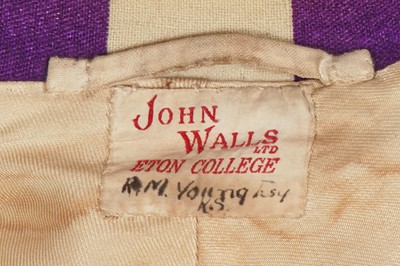 JOHN
WALLS
LTD
ETON COLLEGE
R.M. Young Esq
K.S.